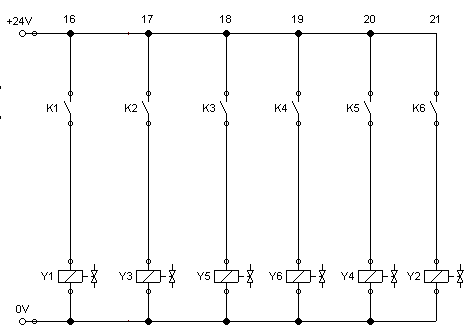 16 17 18 19 20 21
+24V
K1 K2 K3 K4 K5 K6
Y1 Y3 Y5 Y6 Y4 Y2
0V